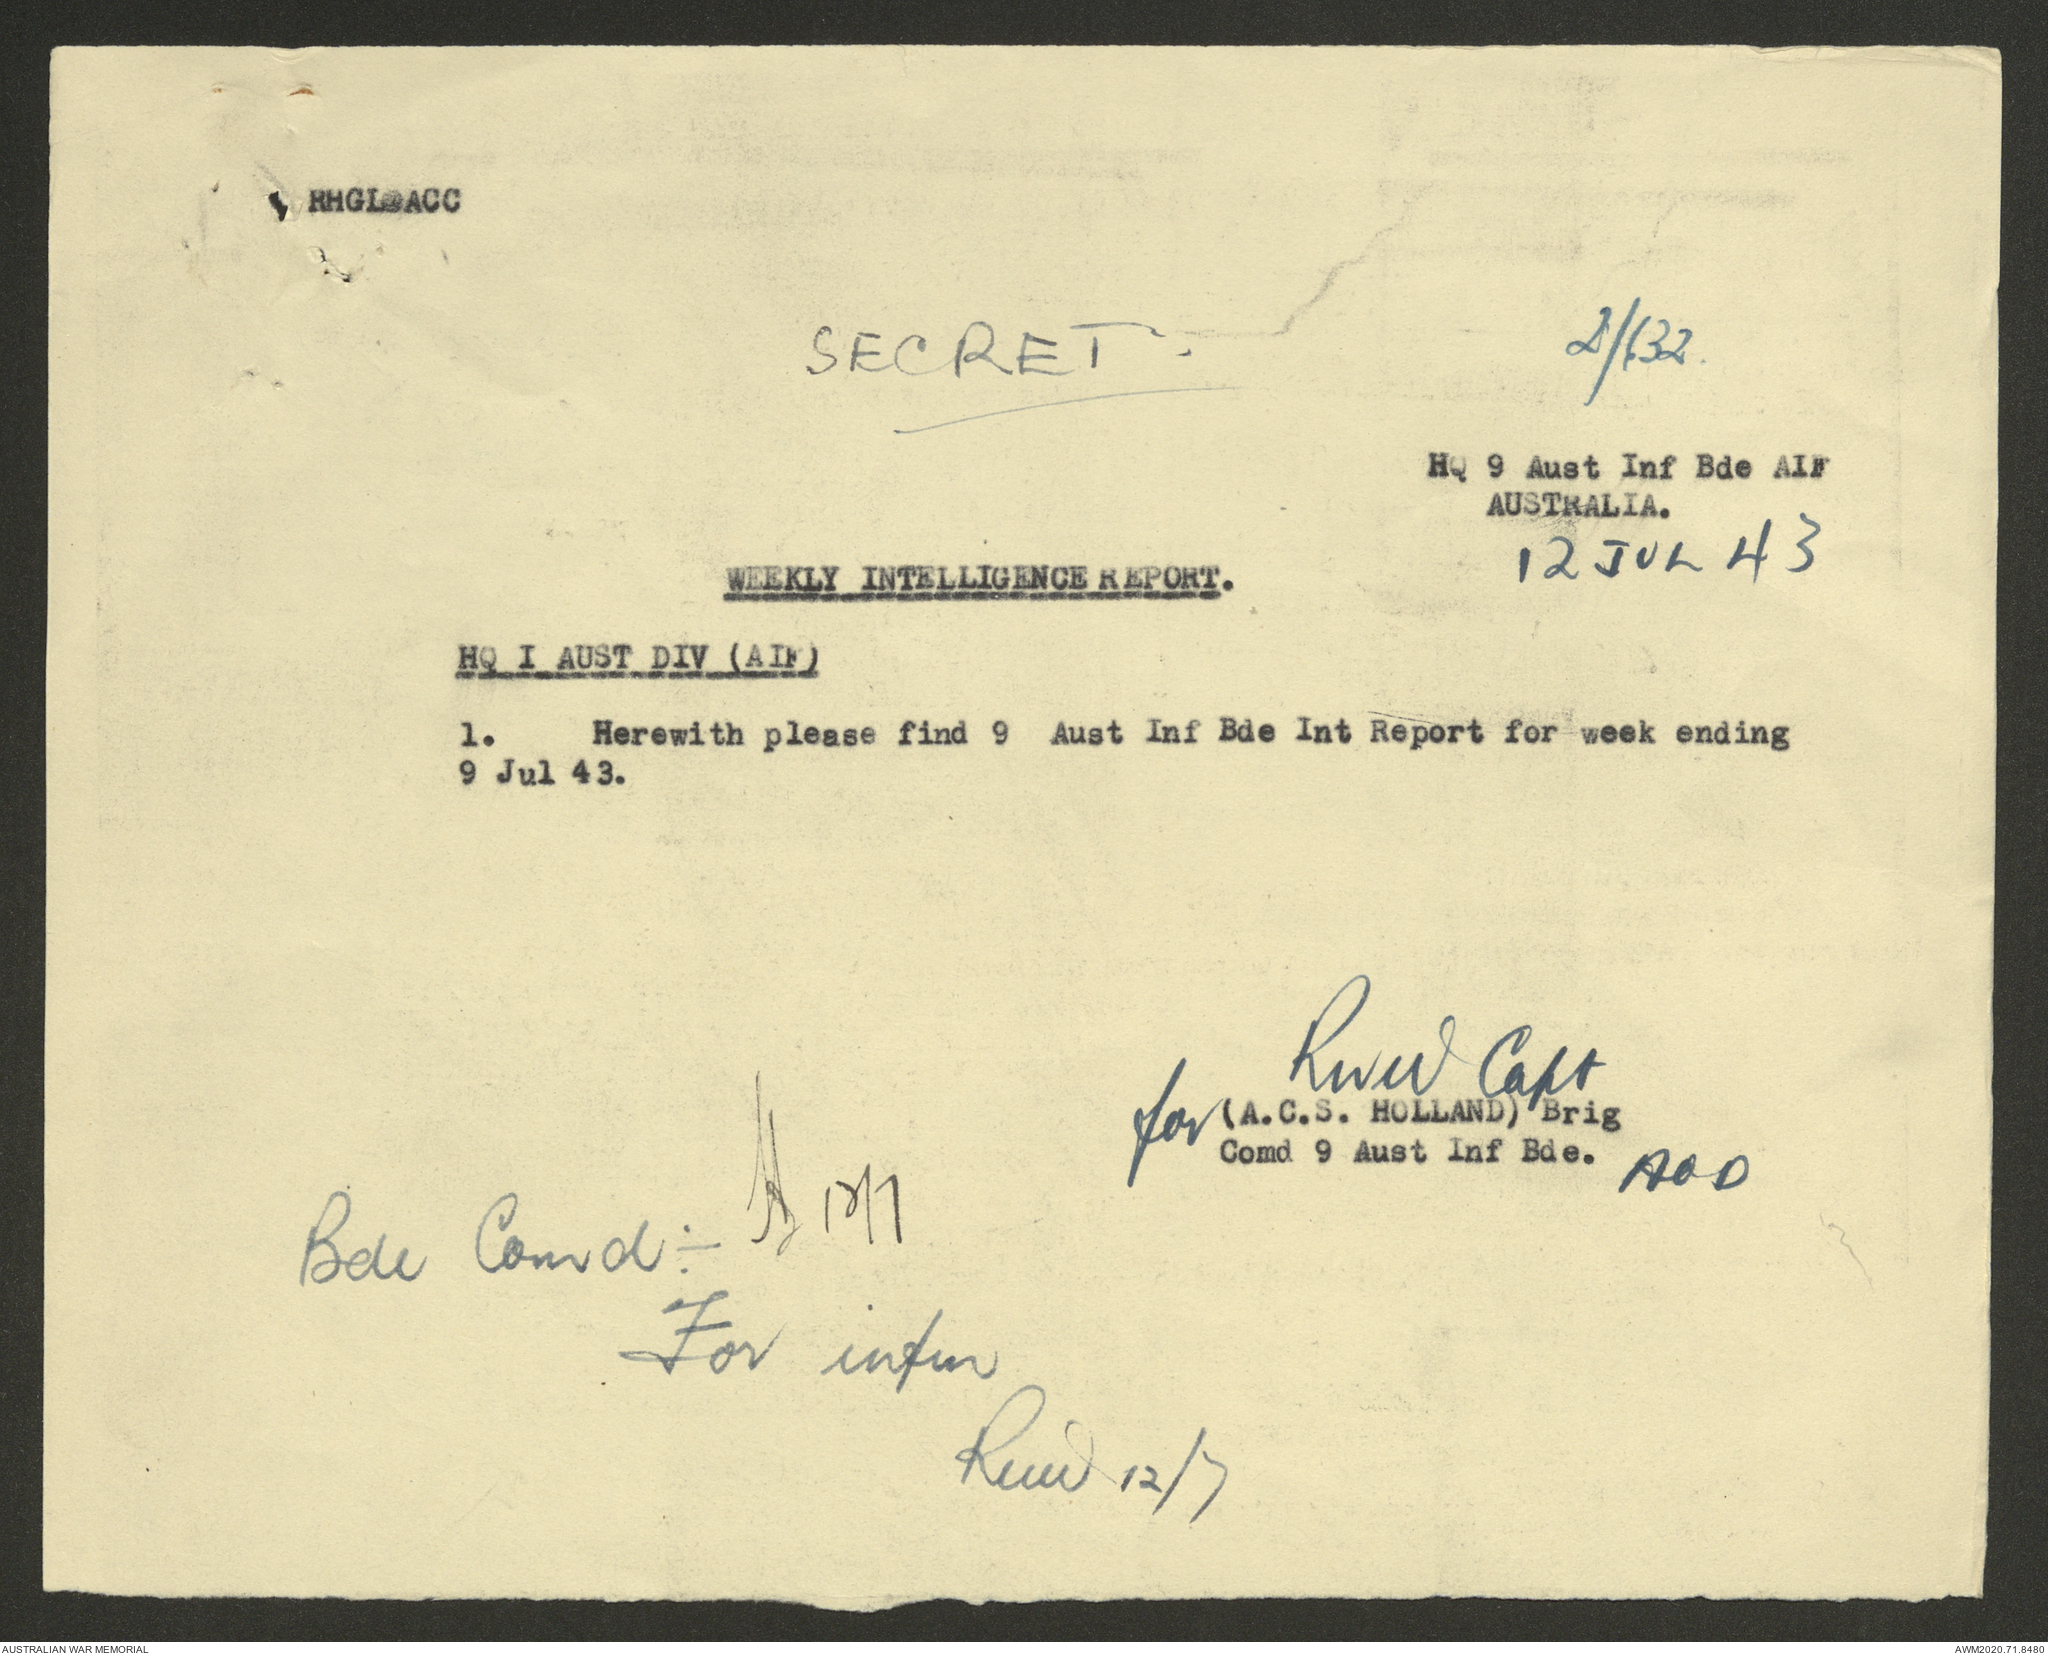 RHGL ACC
SECRET.
2/632.
HQ 9 Aust Inf Bde AIF
AUSTRALIA.
12 JUL 43
WEEKLY INTELLIGENCE REPORT.
HQ I AUST DIV (AIF)
1. Herewith please find 9 Aust Inf Bde Int Report for week ending
9 Jul 43.
Capt
for (A.C.S. HOLLAND) Brig
Comd 9 Aust Inf Bde.
12/7
Bde Comd:-
For infm
12/7
AUSTRALIAN WAR MEMORIAL
AWM2020.71.8480